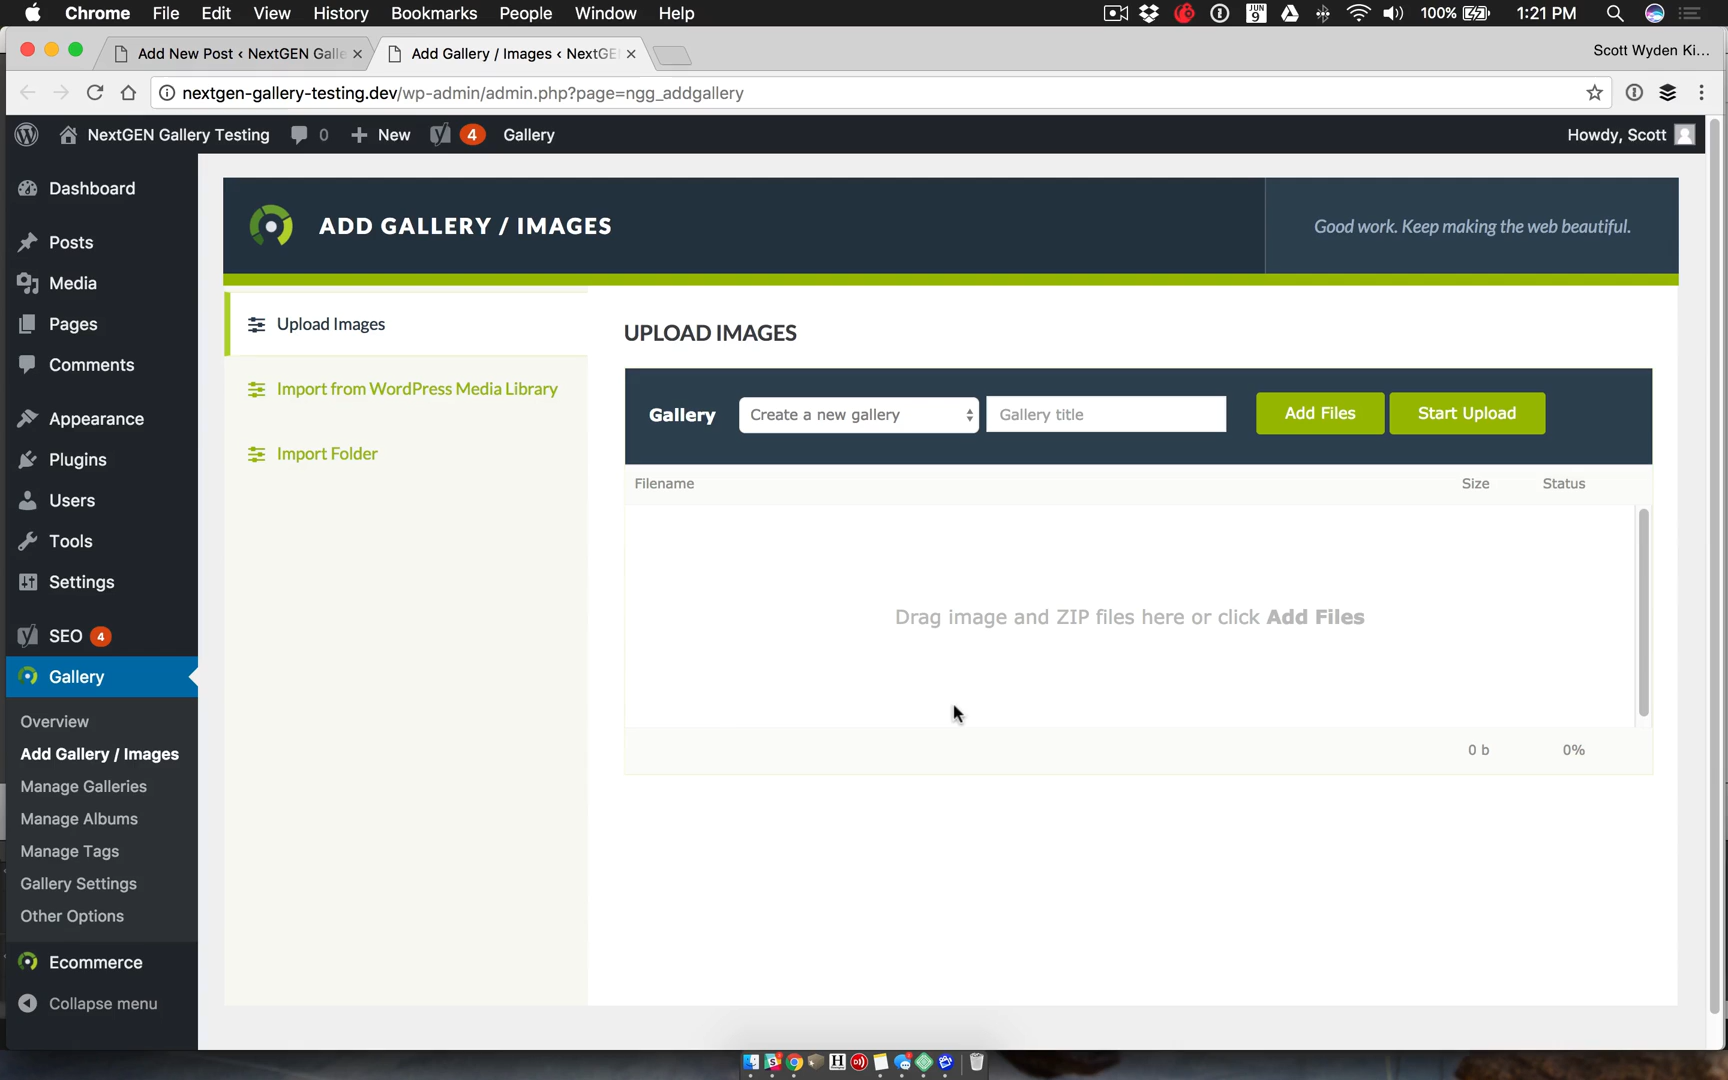 Chrome File Edit View History Bookmarks People Window Help
JUN 9 100% 1:21 PM
Add New Post ‹ NextGEN Galle
Add Gallery / Images ‹ NextGE
Scott Wyden Ki...
nextgen-gallery-testing.dev/wp-admin/admin.php?page=ngg_addgallery
NextGEN Gallery Testing 0 New 4 Gallery
Howdy, Scott
Dashboard
Posts
Media
Pages
Comments
Appearance
Plugins
Users
Tools
Settings
SEO 4
Gallery
Overview
Add Gallery / Images
Manage Galleries
Manage Albums
Manage Tags
Gallery Settings
Other Options
Ecommerce
Collapse menu
ADD GALLERY / IMAGES
Good work. Keep making the web beautiful.
Upload Images
Import from WordPress Media Library
Import Folder
UPLOAD IMAGES
Gallery Create a new gallery Gallery title Add Files Start Upload
Filename Size Status
Drag image and ZIP files here or click Add Files
0 b 0%